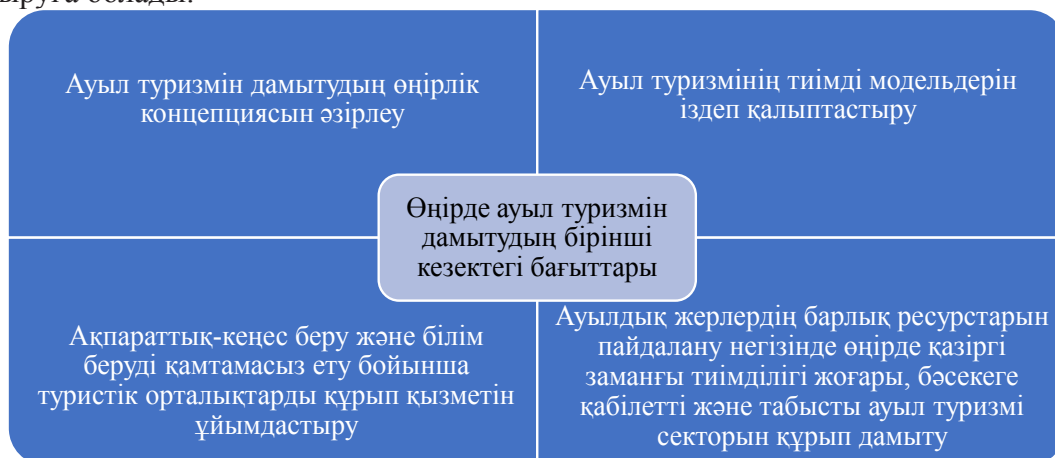 Ауыл туризмін дамытудың өңірлік
концепциясын әзірлеу
Ауыл туризмінің тиімді модельдерін
іздеп қалыптастыру
Өңірде ауыл туризмін
дамытудың бірінші
кезектегі бағыттары
Ақпараттық-кеңес беру және білім
беруді қамтамасыз ету бойынша
туристік орталықтарды құрып қызметін
ұйымдастыру
Ауылдық жерлердің барлық ресурстарын
пайдалану негізінде өңірде қазіргі
заманғы тиімділігі жоғары, бәсекеге
қабілетті және табысты ауыл туризмі
секторын құрып дамыту